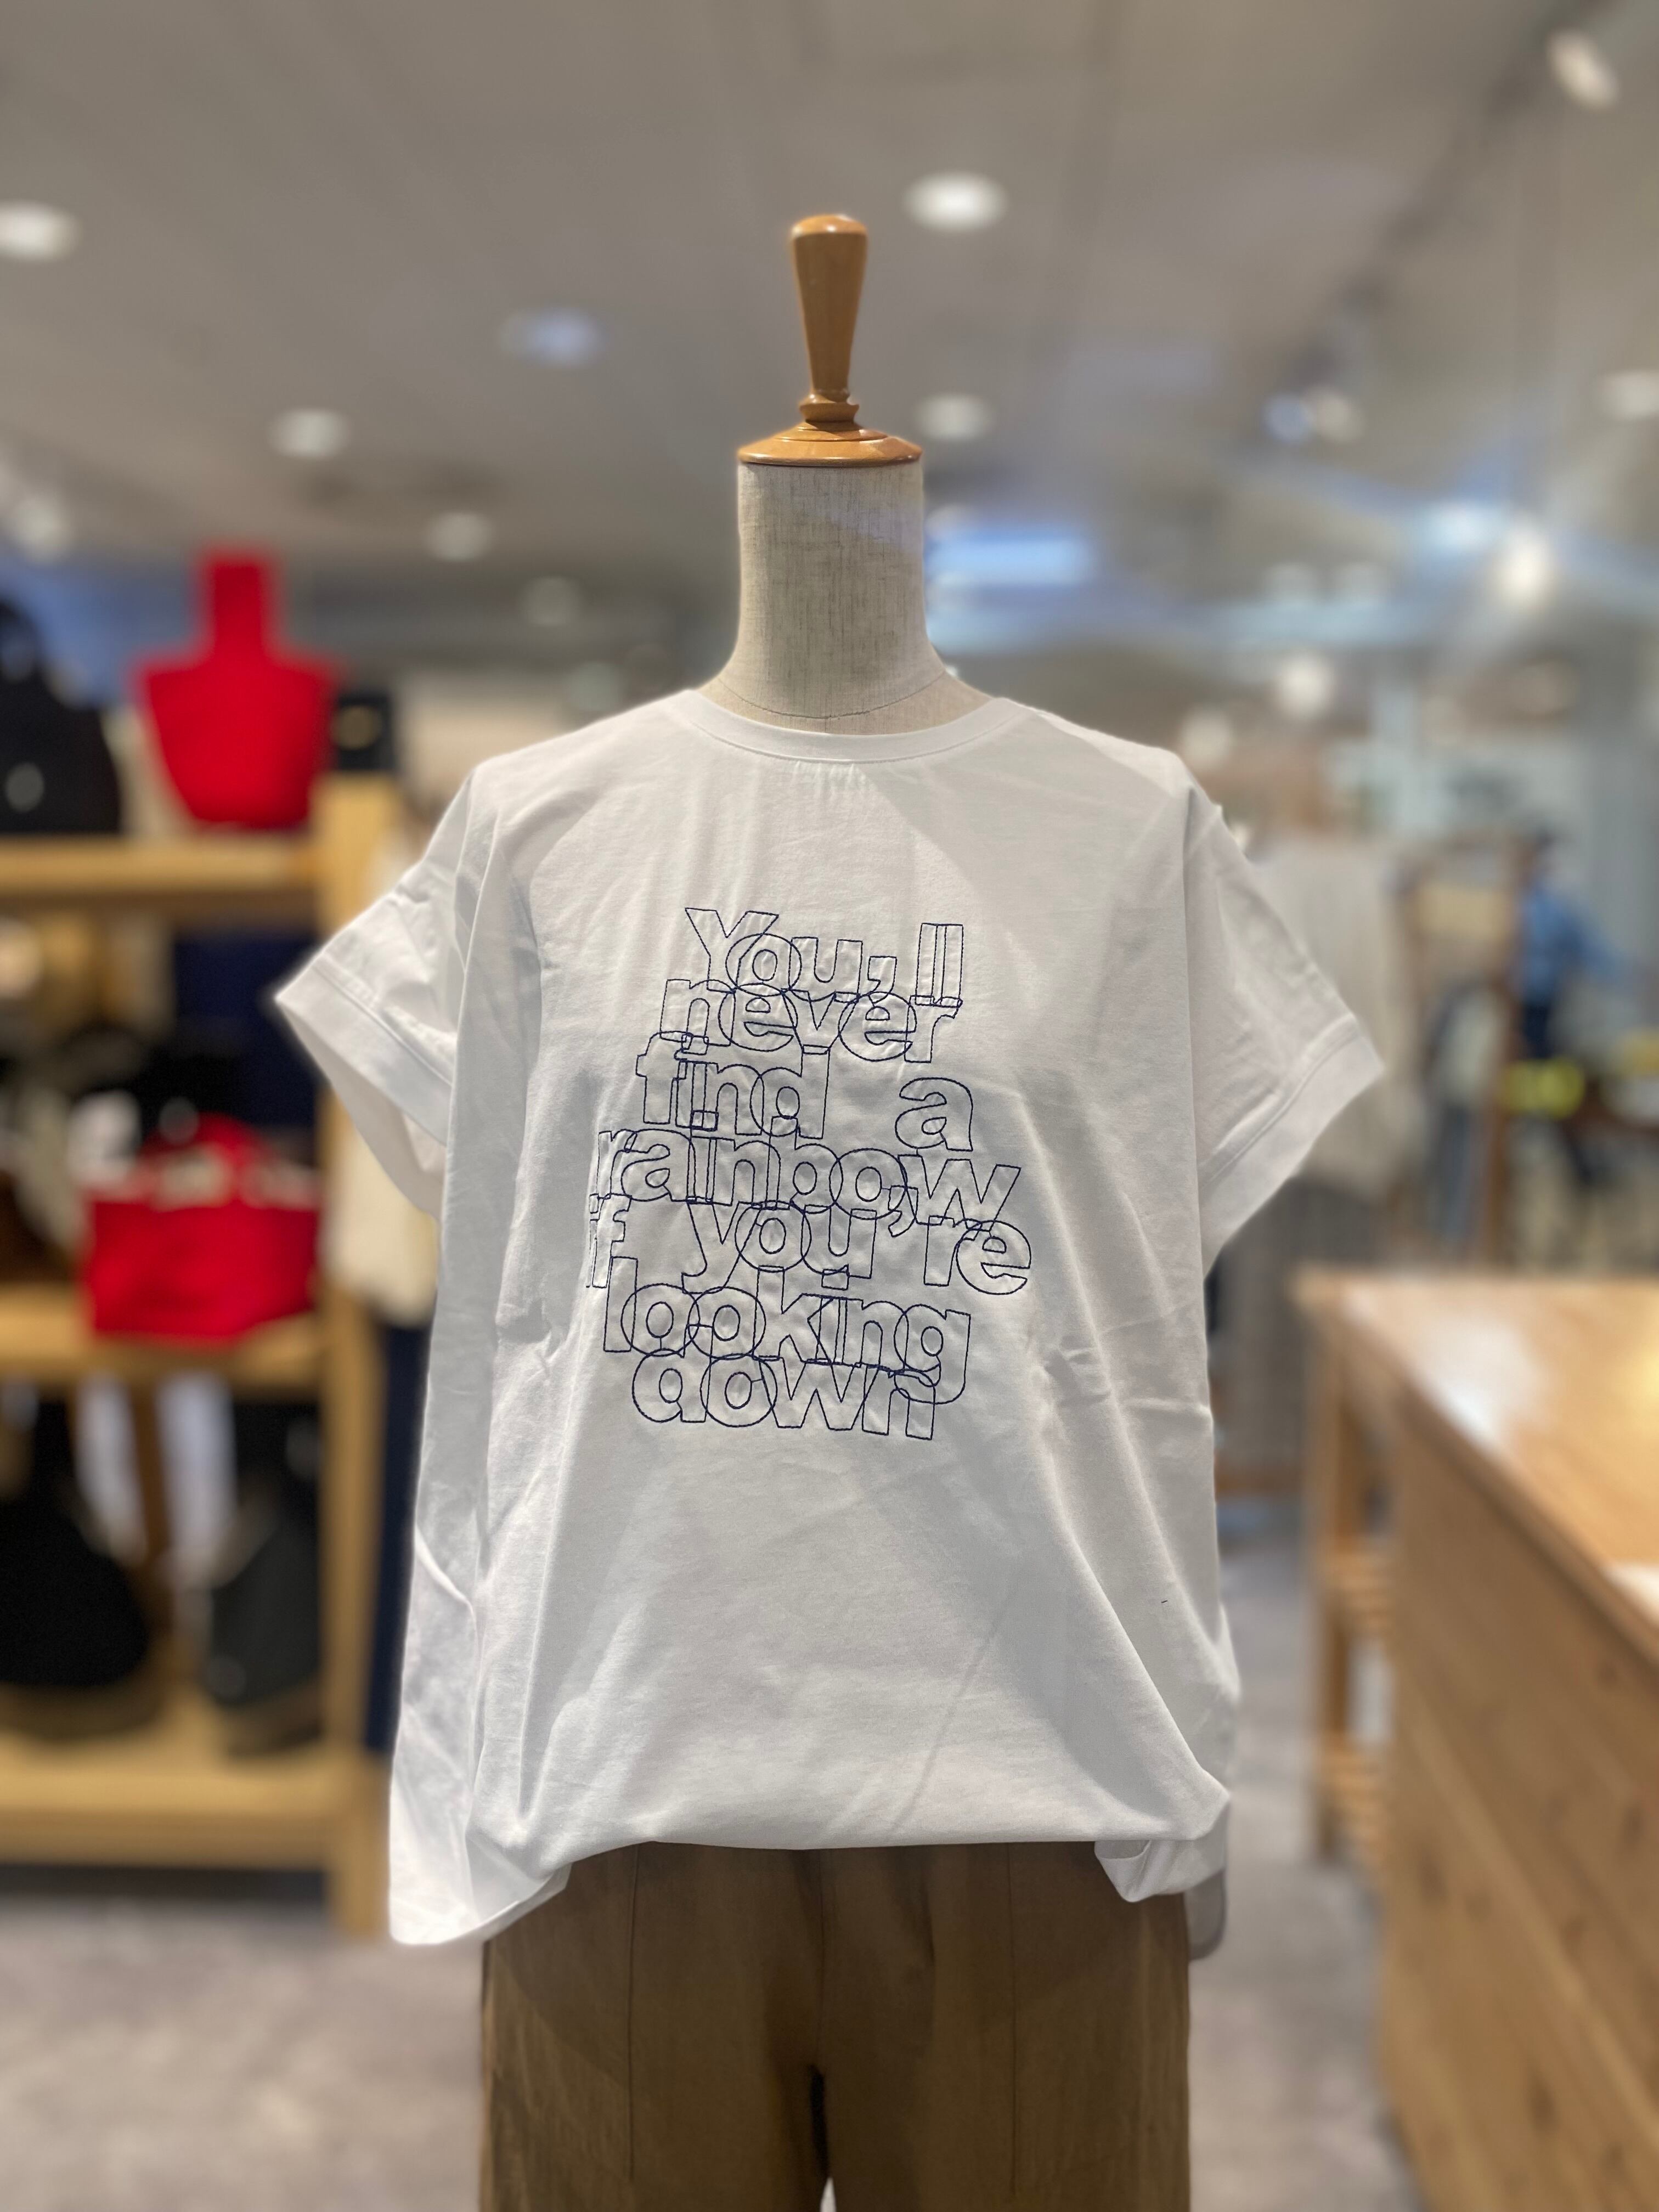 You'll
never
find a
rainbow
if you're
looking
down